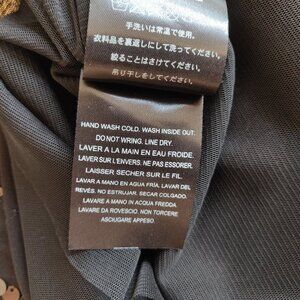 手洗いは常温で使用。
衣料品を裏返しにして洗ってください。
絞ることはさけてください。
吊り干しをしてください。
HAND WASH COLD. WASH INSIDE OUT.
DO NOT WRING. LINE DRY.
LAVER A LA MAIN EN EAU FROIDE.
LAVER SUR L'ENVERS. NE PAS ESSORER.
LAISSER SECHER SUR LE FIL.
LAVAR A MANO EN AGUA FRÍA. LAVAR DEL
REVÉS. NO ESTRUJAR. SECAR COLGADO.
LAVARE A MANO IN ACQUA FREDDA.
LAVARE DA ROVESCIO. NON TORCERE
ASCIUGARE APPESO